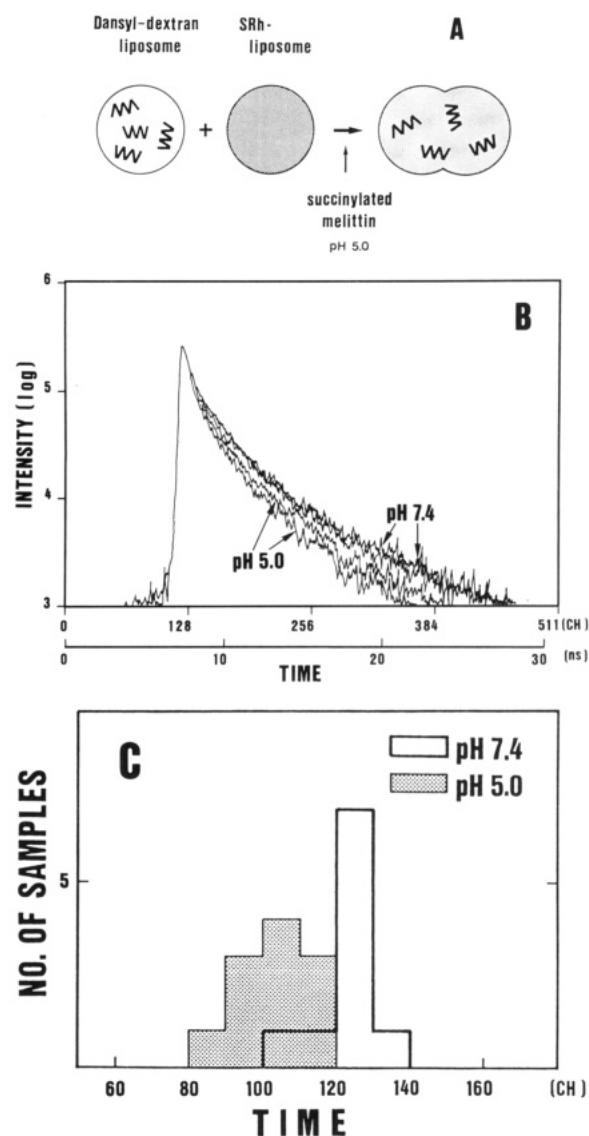 Dansyl-dextran liposome
SRh-liposome
A
+
succinylated melittin
pH 5.0
B
INTENSITY (log)
6
5
4
3
pH 7.4
pH 5.0
0 128 256 384 511 (CH)
0 10 20 30 (ns)
TIME
C
pH 7.4
pH 5.0
NO. OF SAMPLES
5
60 80 100 120 140 160 (CH)
TIME